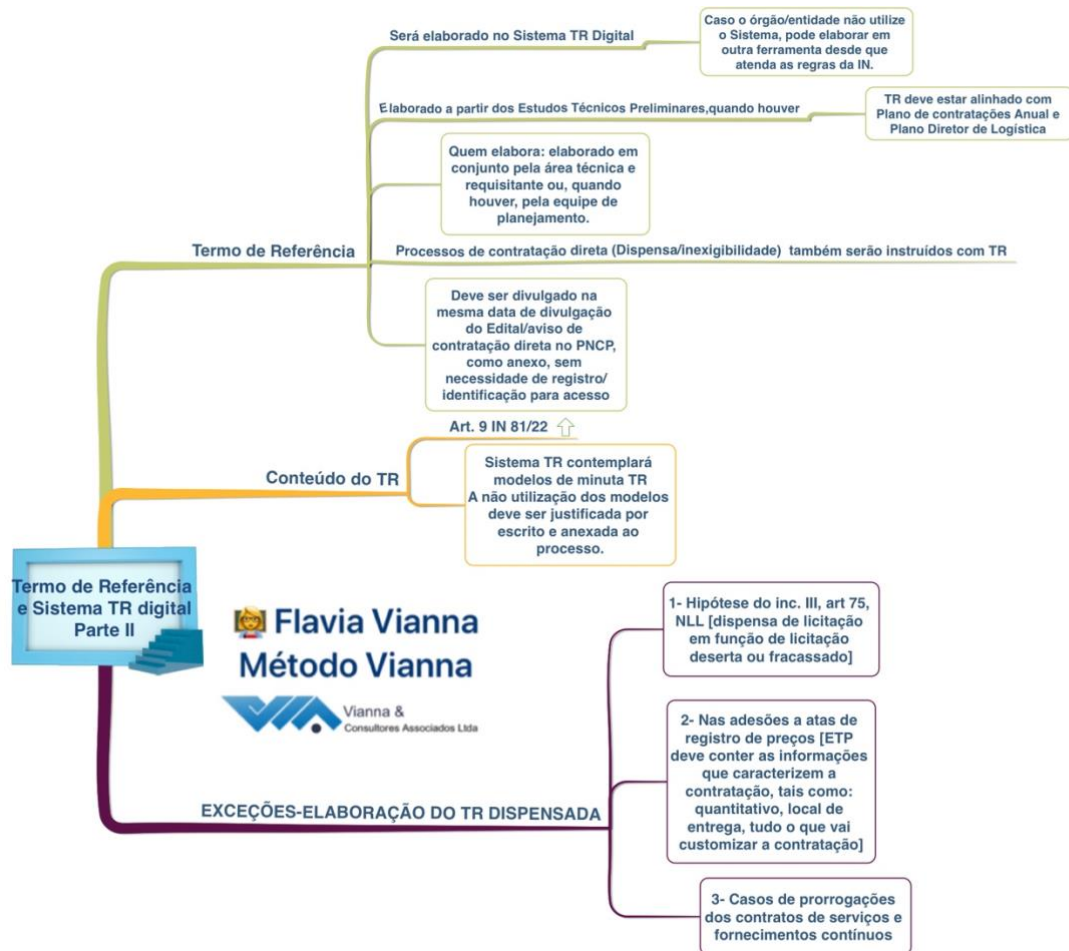 Será elaborado no Sistema TR Digital
Caso o órgão/entidade não utilize
o Sistema, pode elaborar em
outra ferramenta desde que
atenda as regras da IN.
Elaborado a partir dos Estudos Técnicos Preliminares,quando houver
TR deve estar alinhado com
Plano de contratações Anual e
Plano Diretor de Logística
Quem elabora: elaborado em
conjunto pela área técnica e
requisitante ou, quando
houver, pela equipe de
planejamento.
Termo de Referência
Processos de contratação direta (Dispensa/inexigibilidade) também serão instruídos com TR
Deve ser divulgado na
mesma data de divulgação
do Edital/aviso de
contratação direta no PNCP,
como anexo, sem
necessidade de registro/
identificação para acesso
Conteúdo do TR
Art. 9 IN 81/22
Sistema TR contemplará
modelos de minuta TR
A não utilização dos modelos
deve ser justificada por
escrito e anexada ao
processo.
Termo de Referência
e Sistema TR digital
Parte II
Flavia Vianna
Método Vianna
VIA
Vianna &
Consultores Associados Ltda
EXCEÇÕES-ELABORAÇÃO DO TR DISPENSADA
1- Hipótese do inc. III, art 75,
NLL [dispensa de licitação
em função de licitação
deserta ou fracassado]
2- Nas adesões a atas de
registro de preços [ETP
deve conter as informações
que caracterizem a
contratação, tais como:
quantitativo, local de
entrega, tudo o que vai
customizar a contratação]
3- Casos de prorrogações
dos contratos de serviços e
fornecimentos contínuos